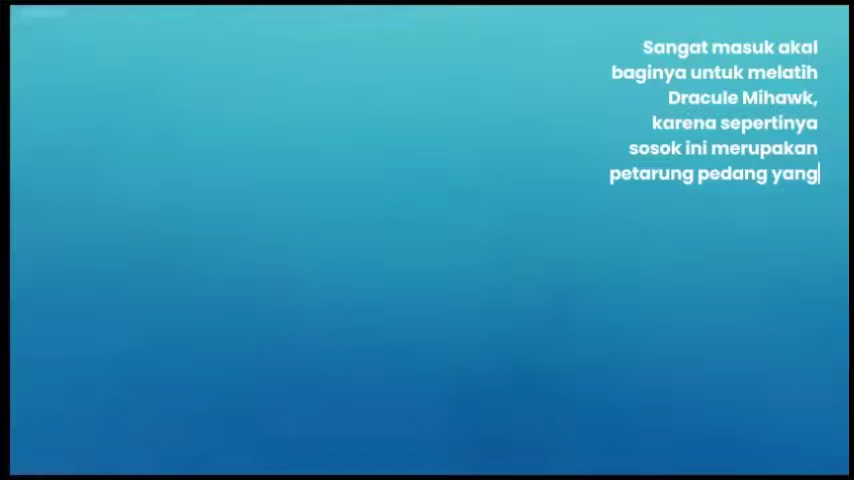 Sangat masuk akal
baginya untuk melatih
Dracule Mihawk,
karena sepertinya
sosok ini merupakan
petarung pedang yang